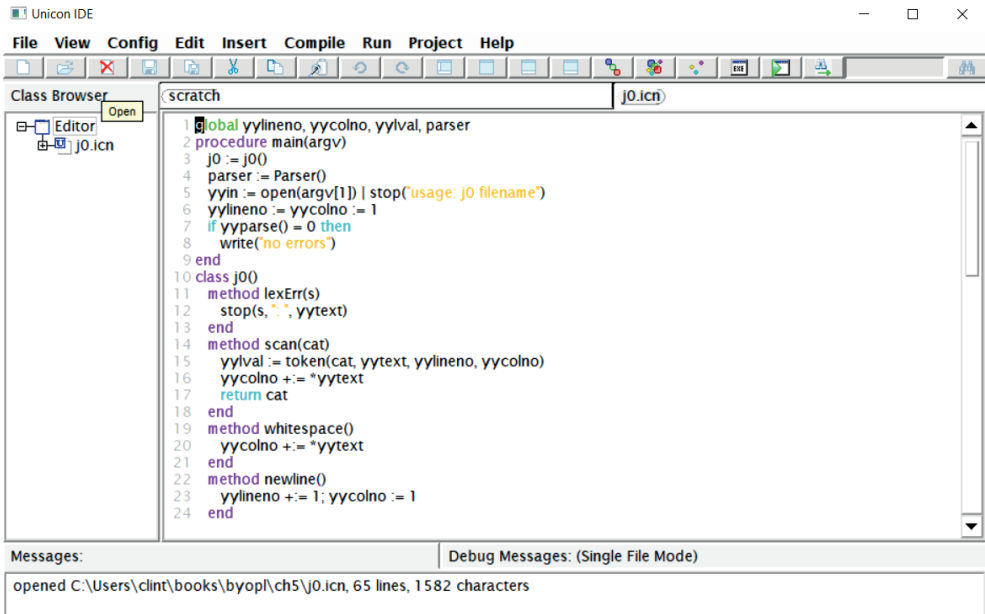 Unicon IDE
File View Config Edit Insert Compile Run Project Help
EXE
Class Browser
scratch
j0.icn
Open
Editor
j0.icn
1 global yylineno, yycolno, yylval, parser
2 procedure main(argv)
3 j0 := j0()
4 parser := Parser()
5 yyin := open(argv[1]) | stop("usage: j0 filename")
6 yylineno := yycolno := 1
7 if yyparse() = 0 then
8 write("no errors")
9 end
10 class j0()
11 method lexErr(s)
12 stop(s, ": ", yytext)
13 end
14 method scan(cat)
15 yylval := token(cat, yytext, yylineno, yycolno)
16 yycolno +:= *yytext
17 return cat
18 end
19 method whitespace()
20 yycolno +:= *yytext
21 end
22 method newline()
23 yylineno +:= 1; yycolno := 1
24 end
Messages:
Debug Messages: (Single File Mode)
opened C:\Users\clint\books\byopl\ch5\j0.icn, 65 lines, 1582 characters